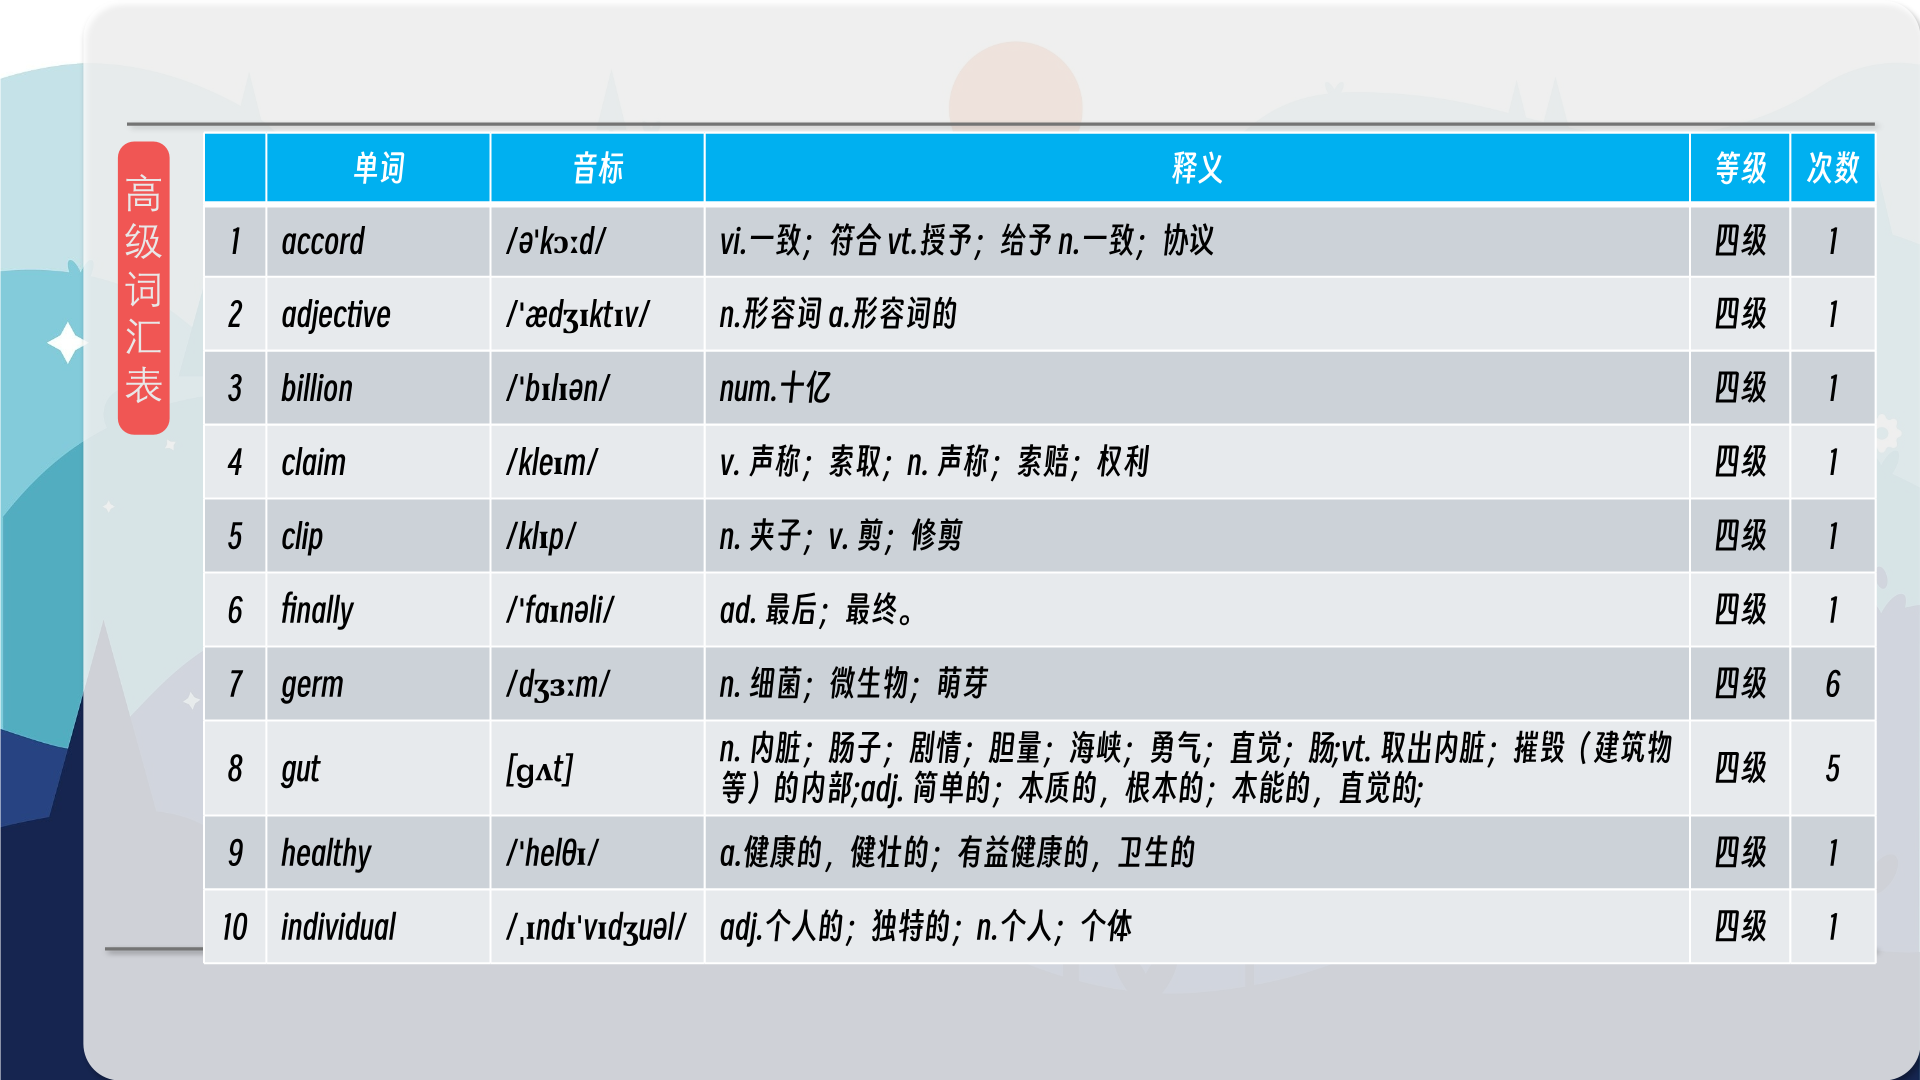 高级词汇表
单词 音标 释义 等级 次数
1 accord /ə'kɔːd/ vi.一致；符合 vt.授予；给予 n.一致；协议 四级 1
2 adjective /'ædʒɪktɪv/ n.形容词 a.形容词的 四级 1
3 billion /'bɪlɪən/ num.十亿 四级 1
4 claim /kleɪm/ v. 声称；索取；n. 声称；索赔；权利 四级 1
5 clip /klɪp/ n. 夹子；v. 剪；修剪 四级 1
6 finally /'faɪnəli/ ad. 最后；最终。 四级 1
7 germ /dʒɜːm/ n. 细菌；微生物；萌芽 四级 6
8 gut [ɡʌt] n. 内脏；肠子；剧情；胆量；海峡；勇气；直觉；肠;vt. 取出内脏；摧毁（建筑物 四级 5
等）的内部;adj. 简单的；本质的，根本的；本能的，直觉的;
9 healthy /'helθɪ/ a.健康的，健壮的；有益健康的，卫生的 四级 1
10 individual /ˌɪndɪ'vɪdʒuəl/ adj.个人的；独特的；n.个人；个体 四级 1